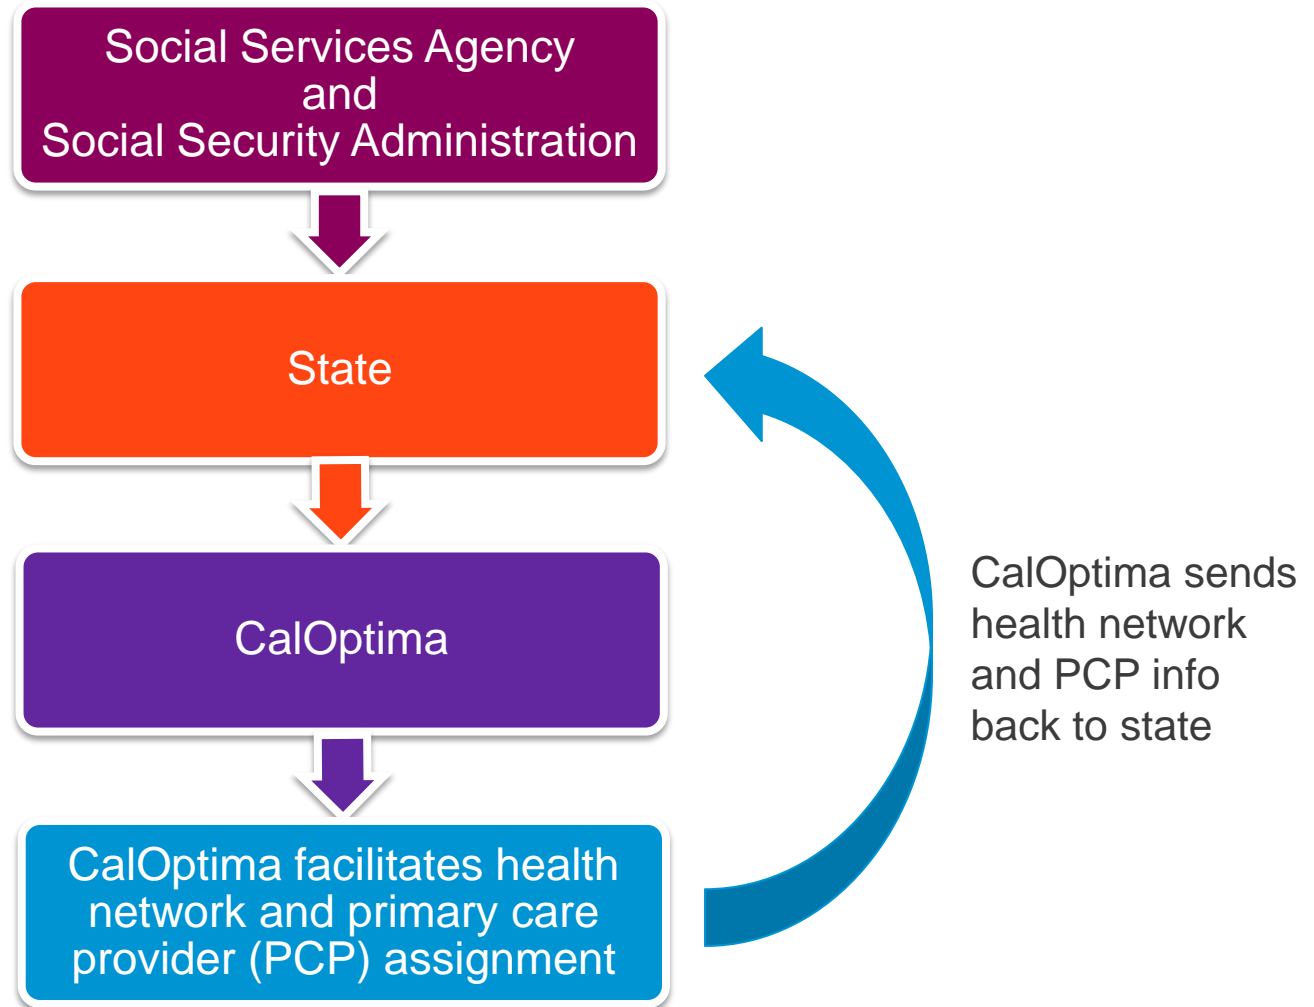 Social Services Agency
and
Social Security Administration
State
CalOptima
CalOptima facilitates health
network and primary care
provider (PCP) assignment
CalOptima sends
health network
and PCP info
back to state